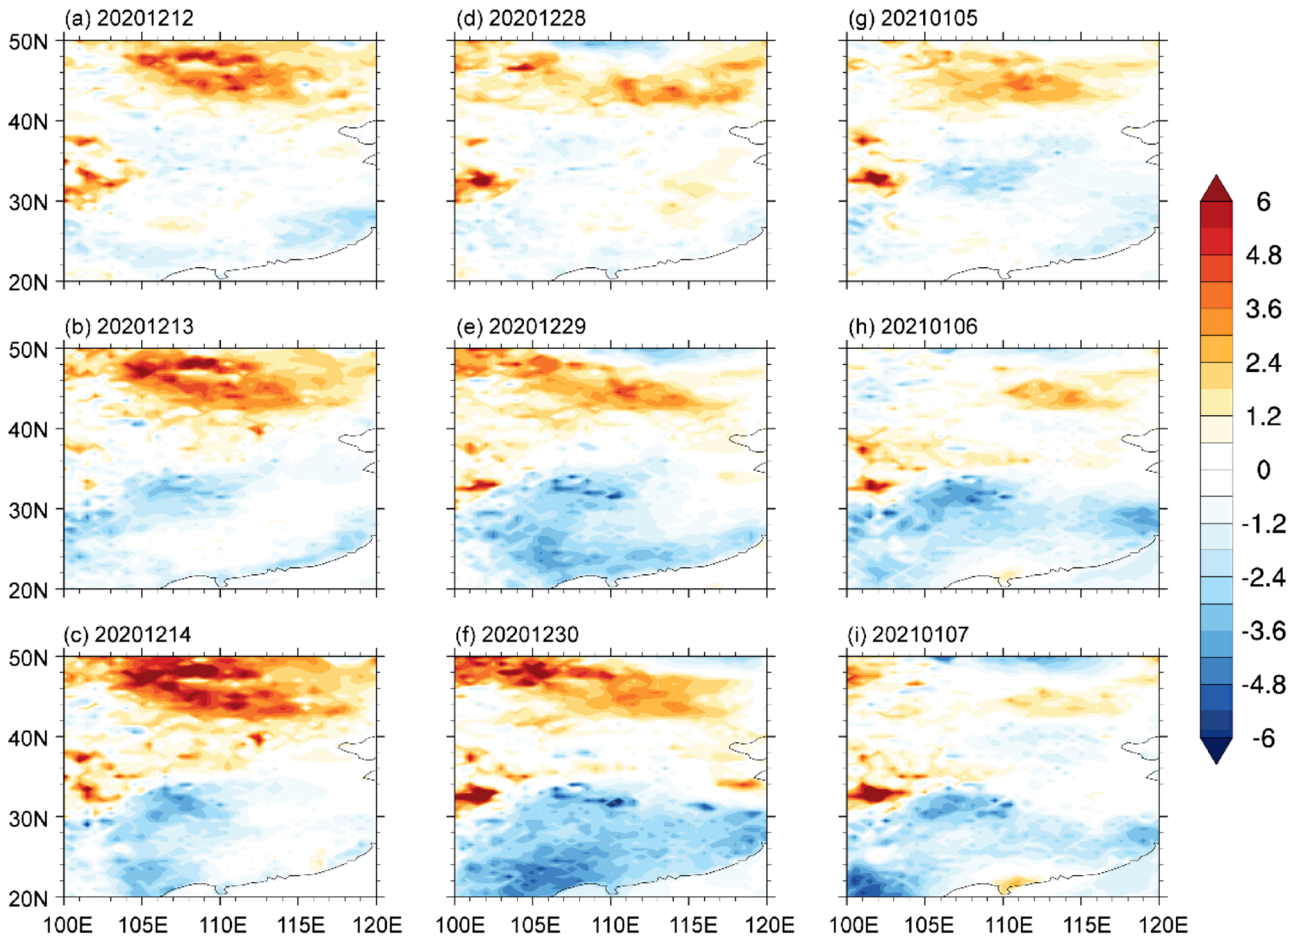 (a) 20201212
(d) 20201228
(g) 20210105
50N
40N
30N
20N
(b) 20201213
(e) 20201229
(h) 20210106
50N
40N
30N
20N
(c) 20201214
(f) 20201230
(i) 20210107
50N
40N
30N
20N
100E 105E 110E 115E 120E
100E 105E 110E 115E 120E
100E 105E 110E 115E 120E
6
4.8
3.6
2.4
1.2
0
-1.2
-2.4
-3.6
-4.8
-6